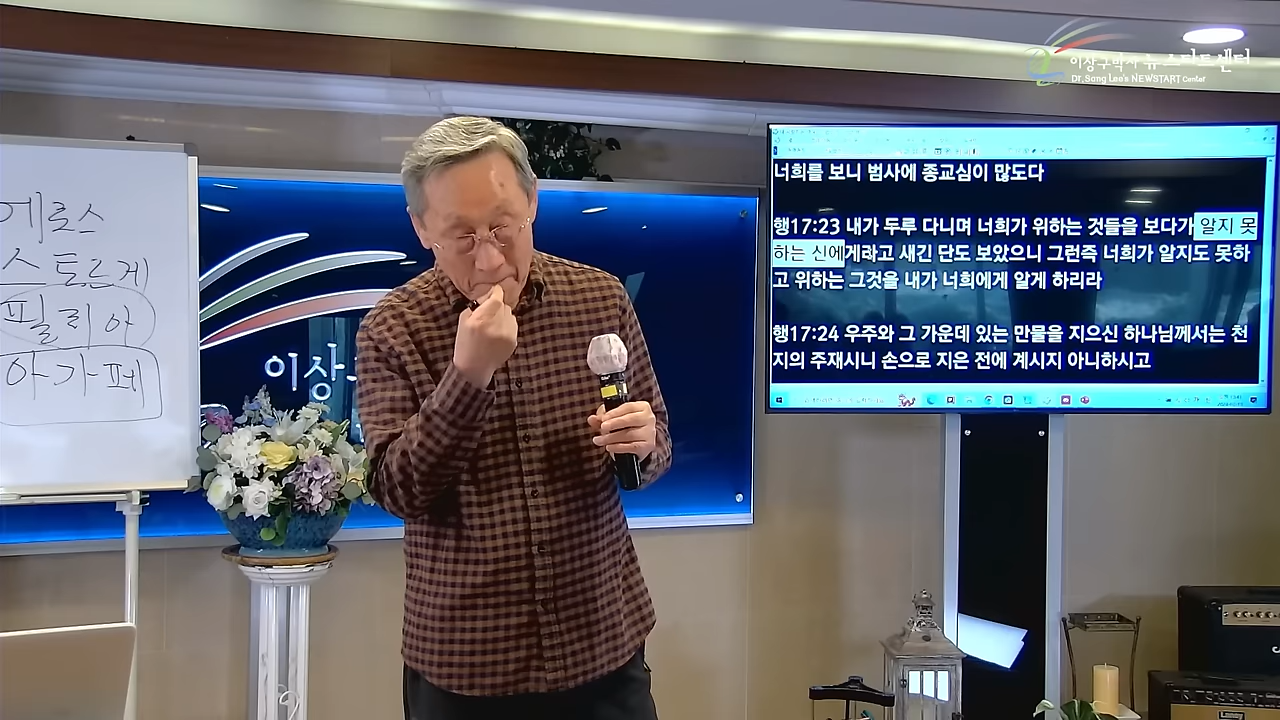 이상구박사 뉴스타트센터
Dr. Sang Lee's NEWSTART Center
에로스
스토르게
필리아
아가페
이상
너희를 보니 범사에 종교심이 많도다
행17:23 내가 두루 다니며 너희가 위하는 것들을 보다가 알지 못
하는 신에게라고 새긴 단도 보았으니 그런즉 너희가 알지도 못하
고 위하는 그것을 내가 너희에게 알게 하리라
행17:24 우주와 그 가운데 있는 만물을 지으신 하나님께서는 천
지의 주재시니 손으로 지은 전에 계시지 아니하시고